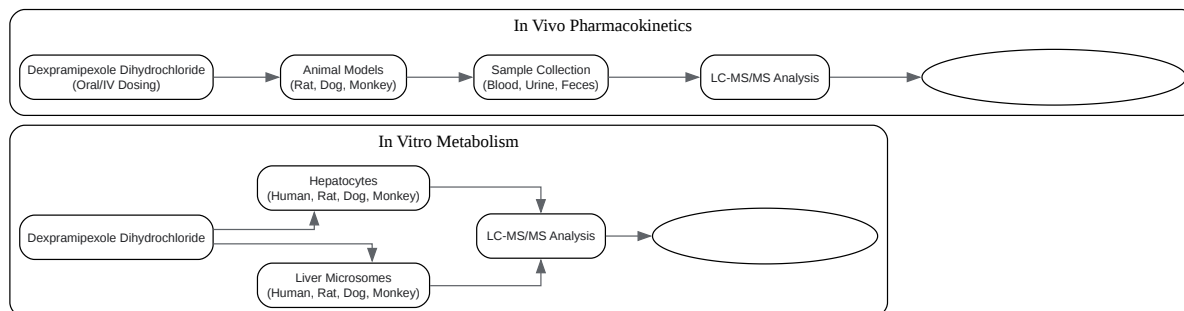 In Vivo Pharmacokinetics
Dexpramipexole Dihydrochloride
(Oral/IV Dosing)
Animal Models
(Rat, Dog, Monkey)
Sample Collection
(Blood, Urine, Feces)
LC-MS/MS Analysis
In Vitro Metabolism
Dexpramipexole Dihydrochloride
Hepatocytes
(Human, Rat, Dog, Monkey)
Liver Microsomes
(Human, Rat, Dog, Monkey)
LC-MS/MS Analysis